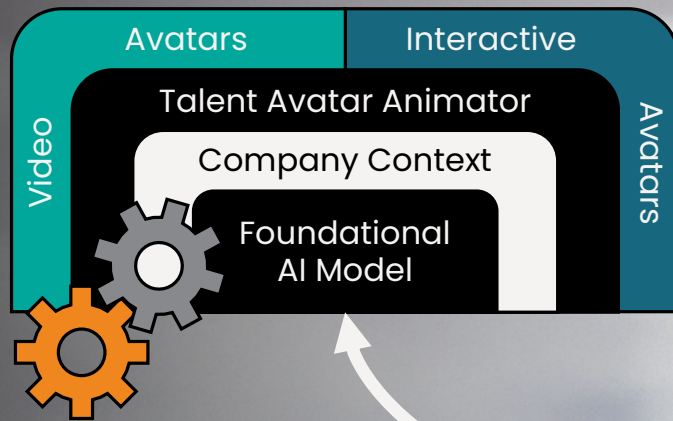 Video
Avatars
Interactive
Avatars
Talent Avatar Animator
Company Context
Foundational
AI Model